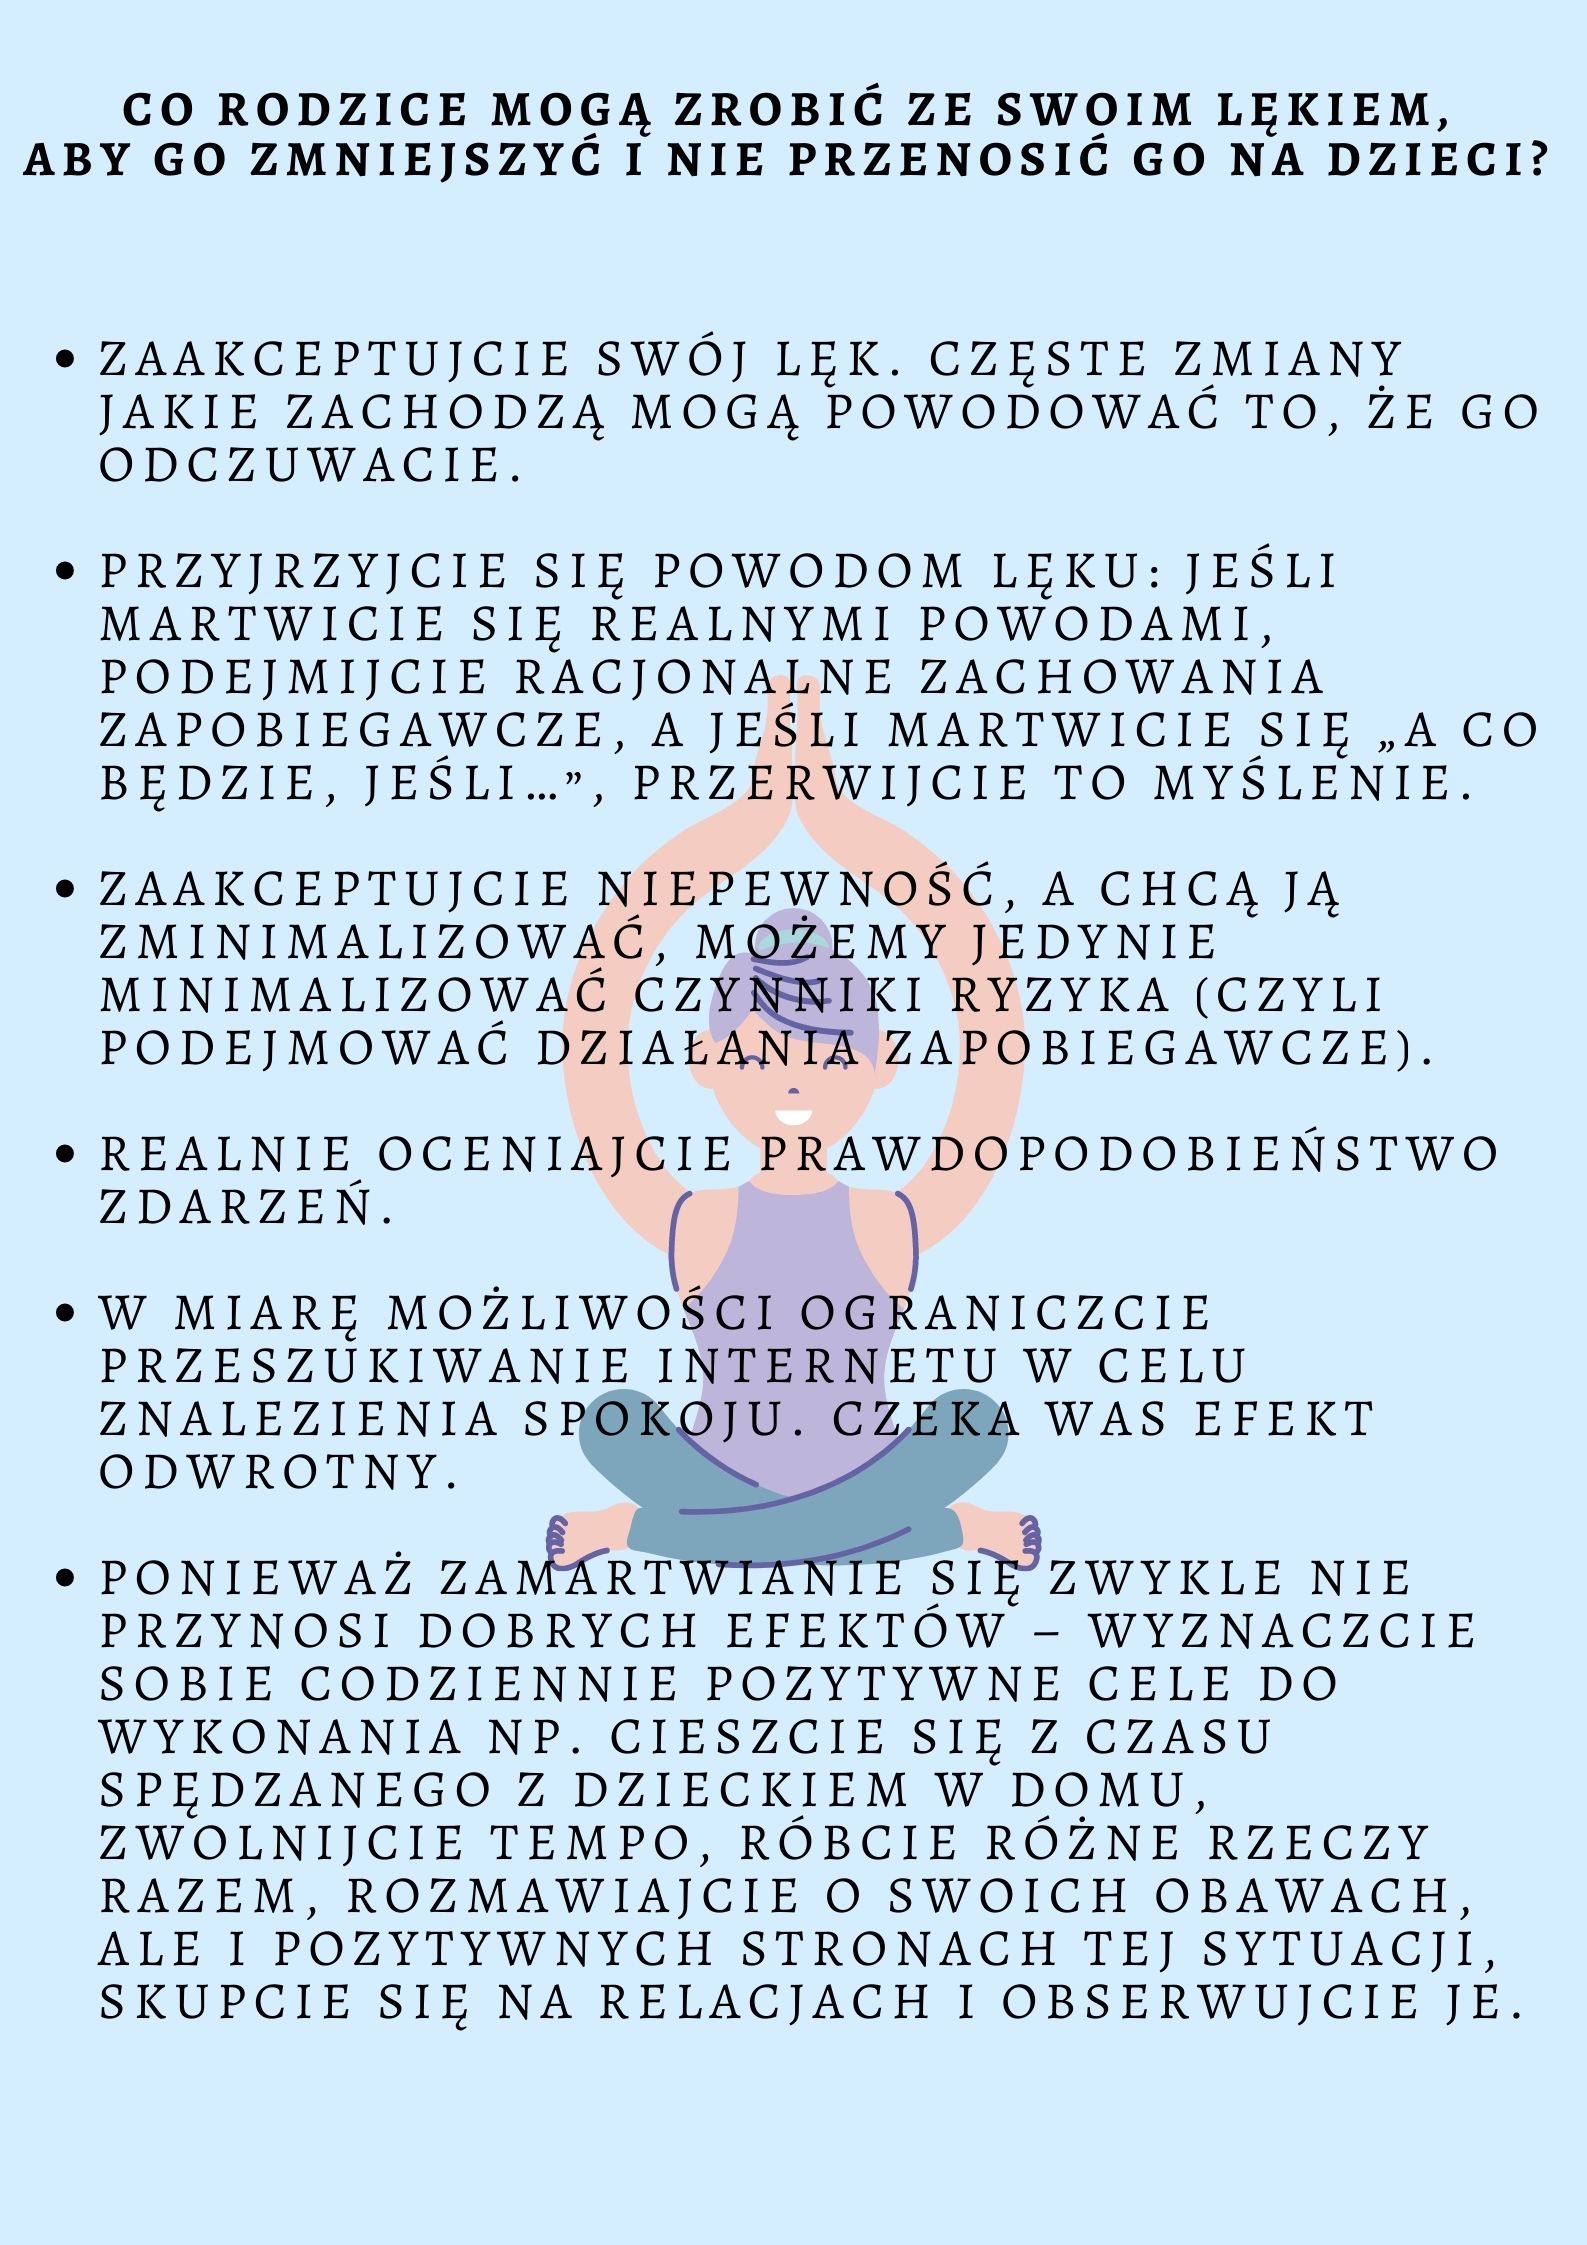 CO RODZICE MOGĄ ZROBIĆ ZE SWOIM LĘKIEM,
ABY GO ZMNIEJSZYĆ I NIE PRZENOSIĆ GO NA DZIECI?
• ZAAKCEPTUJCIE SWÓJ LĘK. CZĘSTE ZMIANY
JAKIE ZACHODZĄ MOGĄ POWODOWAĆ TO, ŻE GO
ODCZUWACIE.
• PRZYJRZYJCIE SIĘ POWODOM LĘKU: JEŚLI
MARTWICIE SIĘ REALNYMI POWODAMI,
PODEJMIJCIE RACJONALNE ZACHOWANIA
ZAPOBIEGAWCZE, A JEŚLI MARTWICIE SIĘ „A CO
BĘDZIE, JEŚLI…”, PRZERWIJCIE TO MYŚLENIE.
• ZAAKCEPTUJCIE NIEPEWNOŚĆ, A CHCĄ JĄ
ZMINIMALIZOWAĆ, MOŻEMY JEDYNIE
MINIMALIZOWAĆ CZYNNIKI RYZYKA (CZYLI
PODEJMOWAĆ DZIAŁANIA ZAPOBIEGAWCZE).
• REALNIE OCENIAJCIE PRAWDOPODOBIEŃSTWO
ZDARZEŃ.
• W MIARĘ MOŻLIWOŚCI OGRANICZCIE
PRZESZUKIWANIE INTERNETU W CELU
ZNALEZIENIA SPOKOJU. CZEKA WAS EFEKT
ODWROTNY.
• PONIEWAŻ ZAMARTWIANIE SIĘ ZWYKLE NIE
PRZYNOSI DOBRYCH EFEKTÓW – WYZNACZCIE
SOBIE CODZIENNIE POZYTYWNE CELE DO
WYKONANIA NP. CIESZCIE SIĘ Z CZASU
SPĘDZANEGO Z DZIECKIEM W DOMU,
ZWOLNIJCIE TEMPO, RÓBCIE RÓŻNE RZECZY
RAZEM, ROZMAWIAJCIE O SWOICH OBAWACH,
ALE I POZYTYWNYCH STRONACH TEJ SYTUACJI,
SKUPCIE SIĘ NA RELACJACH I OBSERWUJCIE JE.